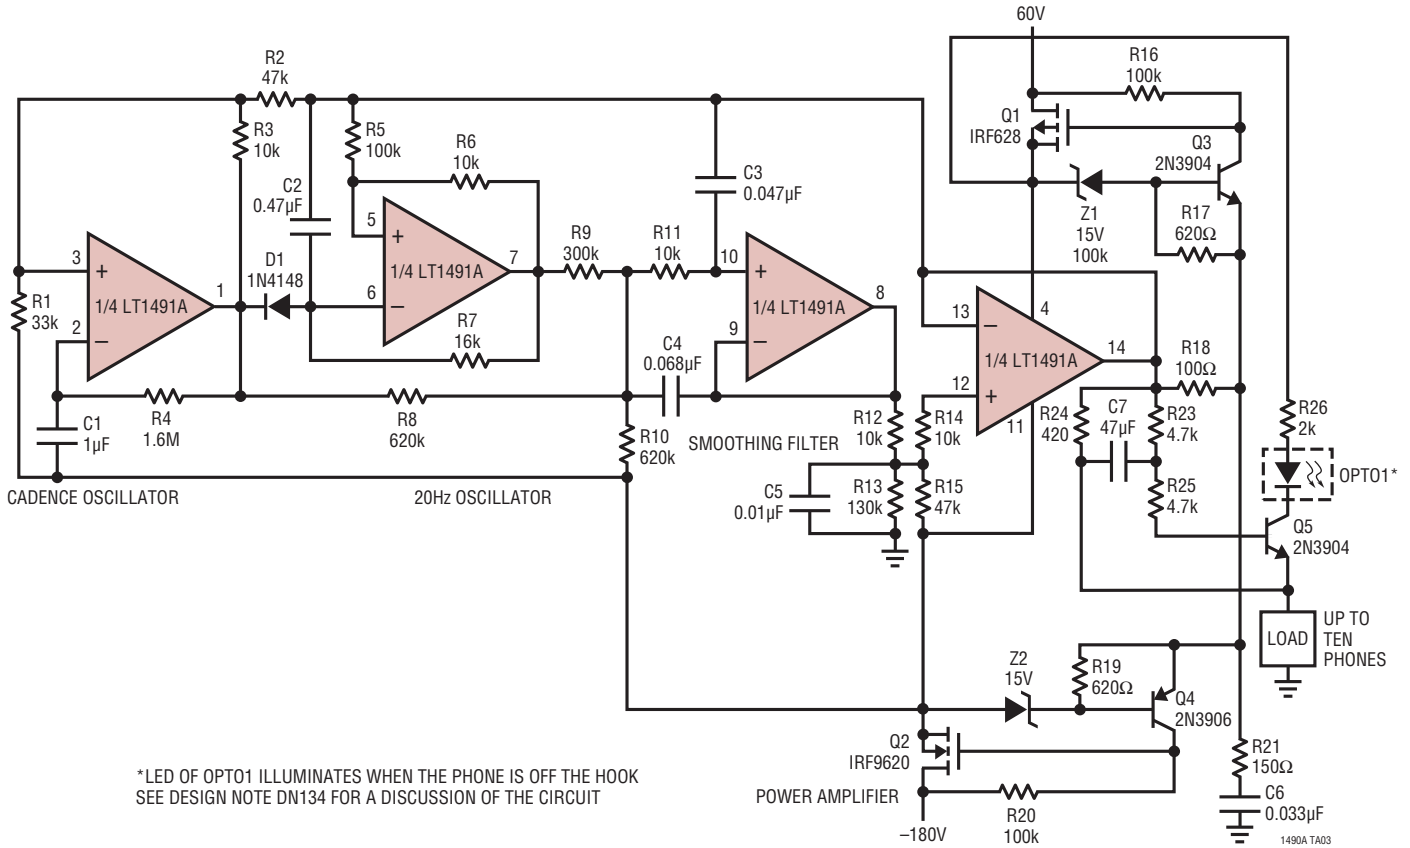 60V
R2
47k
R16
100k
R3
10k
R5
100k
R6
10k
Q1
IRF628
Q3
2N3904
C2
0.47µF
C3
0.047µF
Z1
15V
100k
R17
620Ω
3
+
1/4 LT1491A
1
2
–
R1
33k
D1
1N4148
5
+
1/4 LT1491A
7
6
–
R7
16k
R9
300k
R11
10k
10
+
1/4 LT1491A
8
9
–
13
–
4
1/4 LT1491A
14
12
+
11
R18
100Ω
C4
0.068µF
R4
1.6M
C1
1µF
R8
620k
R10
620k
SMOOTHING FILTER
R12
10k
R14
10k
R24
420
C7
47µF
R23
4.7k
R26
2k
OPTO1*
C5
0.01µF
R13
130k
R15
47k
R25
4.7k
Q5
2N3904
CADENCE OSCILLATOR
20Hz OSCILLATOR
LOAD
UP TO
TEN
PHONES
Z2
15V
R19
620Ω
Q4
2N3906
Q2
IRF9620
R21
150Ω
*LED OF OPTO1 ILLUMINATES WHEN THE PHONE IS OFF THE HOOK
SEE DESIGN NOTE DN134 FOR A DISCUSSION OF THE CIRCUIT
POWER AMPLIFIER
C6
0.033µF
–180V
R20
100k
1490A TA03